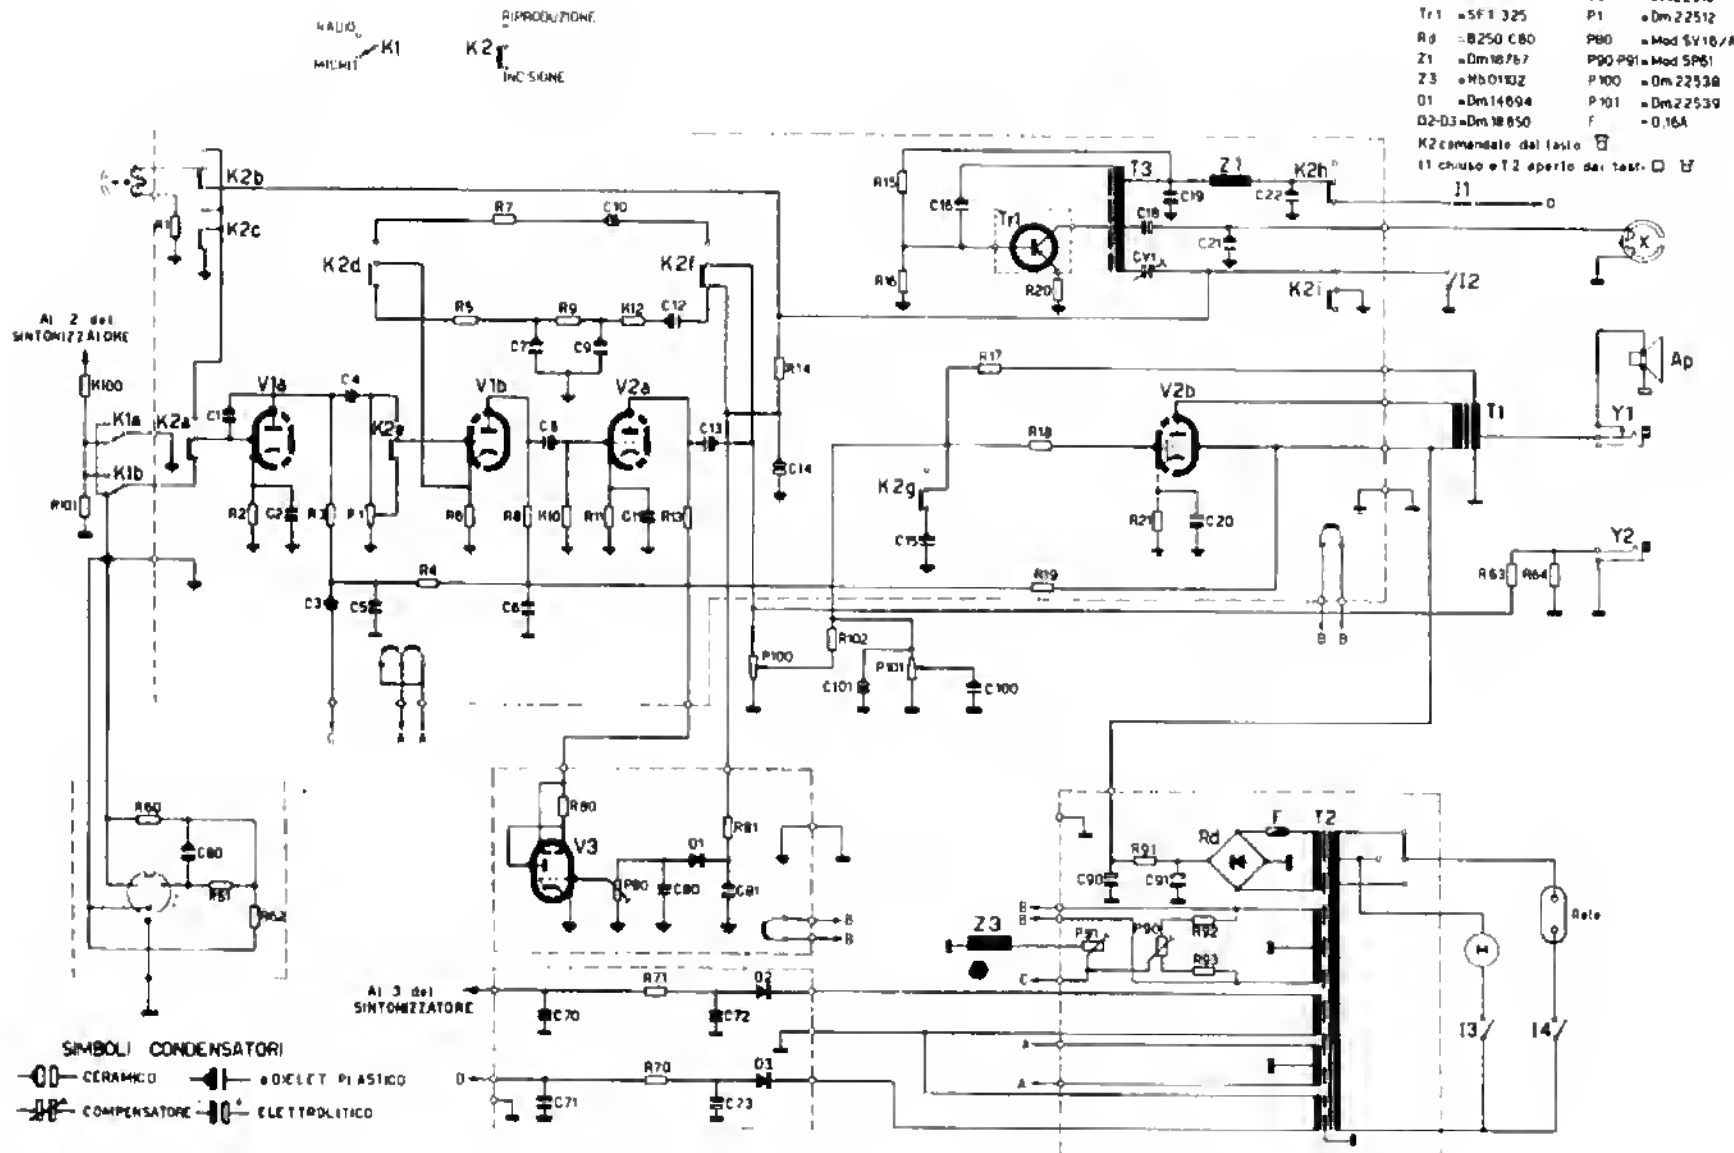 RIPRODUZIONE
RADIO
K1
K2
MICRO
INCISIONE
Tr1 =SFT 325
P1 =Dm22512
Rd =B250 C80
P80 =Mod SY16/A
Z1 =Dm18767
P90-P91=Mod SP61
Z3 =Nb01102
P100 =Dm22538
D1 =Dm14694
P101 =Dm22539
D2-D3=Dm18850
F =0,16A
K2 comandate dal tasto
I1 chiuso e I2 aperto dai tasti
K2b
R1
K2c
R7
C10
K2d
K2f
R5
R9
R12
C12
C7
C9
R14
R15
C16
Tr1
R16
R20
T3
Z1
K2h
C19
C22
I1
D
C18
C21
X
CV1
K2i
I2
Al 2 del
SINTONIZZATORE
R100
K1a
K2a
K1b
R101
C1
V1a
C4
V1b
C8
V2a
C13
R2
C2
R3
P1
R6
R8
R10
R11
C11
R13
C14
R17
R18
V2b
K2g
C15
R21
C20
T1
Ap
Y1
Y2
R63
R64
R4
R19
C3
C5
C6
C
A
A
P100
R102
C101
P101
C100
B
B
R60
C60
R61
R62
R80
V3
P80
D1
C80
R81
C81
B
B
Rd
F
T2
R91
C90
C91
B
B
Z3
P91
P90
R92
R93
C
Rete
M
I3
I4
Al 3 del
SINTONIZZATORE
R71
D2
C70
C72
A
A
D
R70
D3
C71
C73
SIMBOLI CONDENSATORI
CERAMICO
a DIELET PLASTICO
COMPENSATORE
ELETTROLITICO